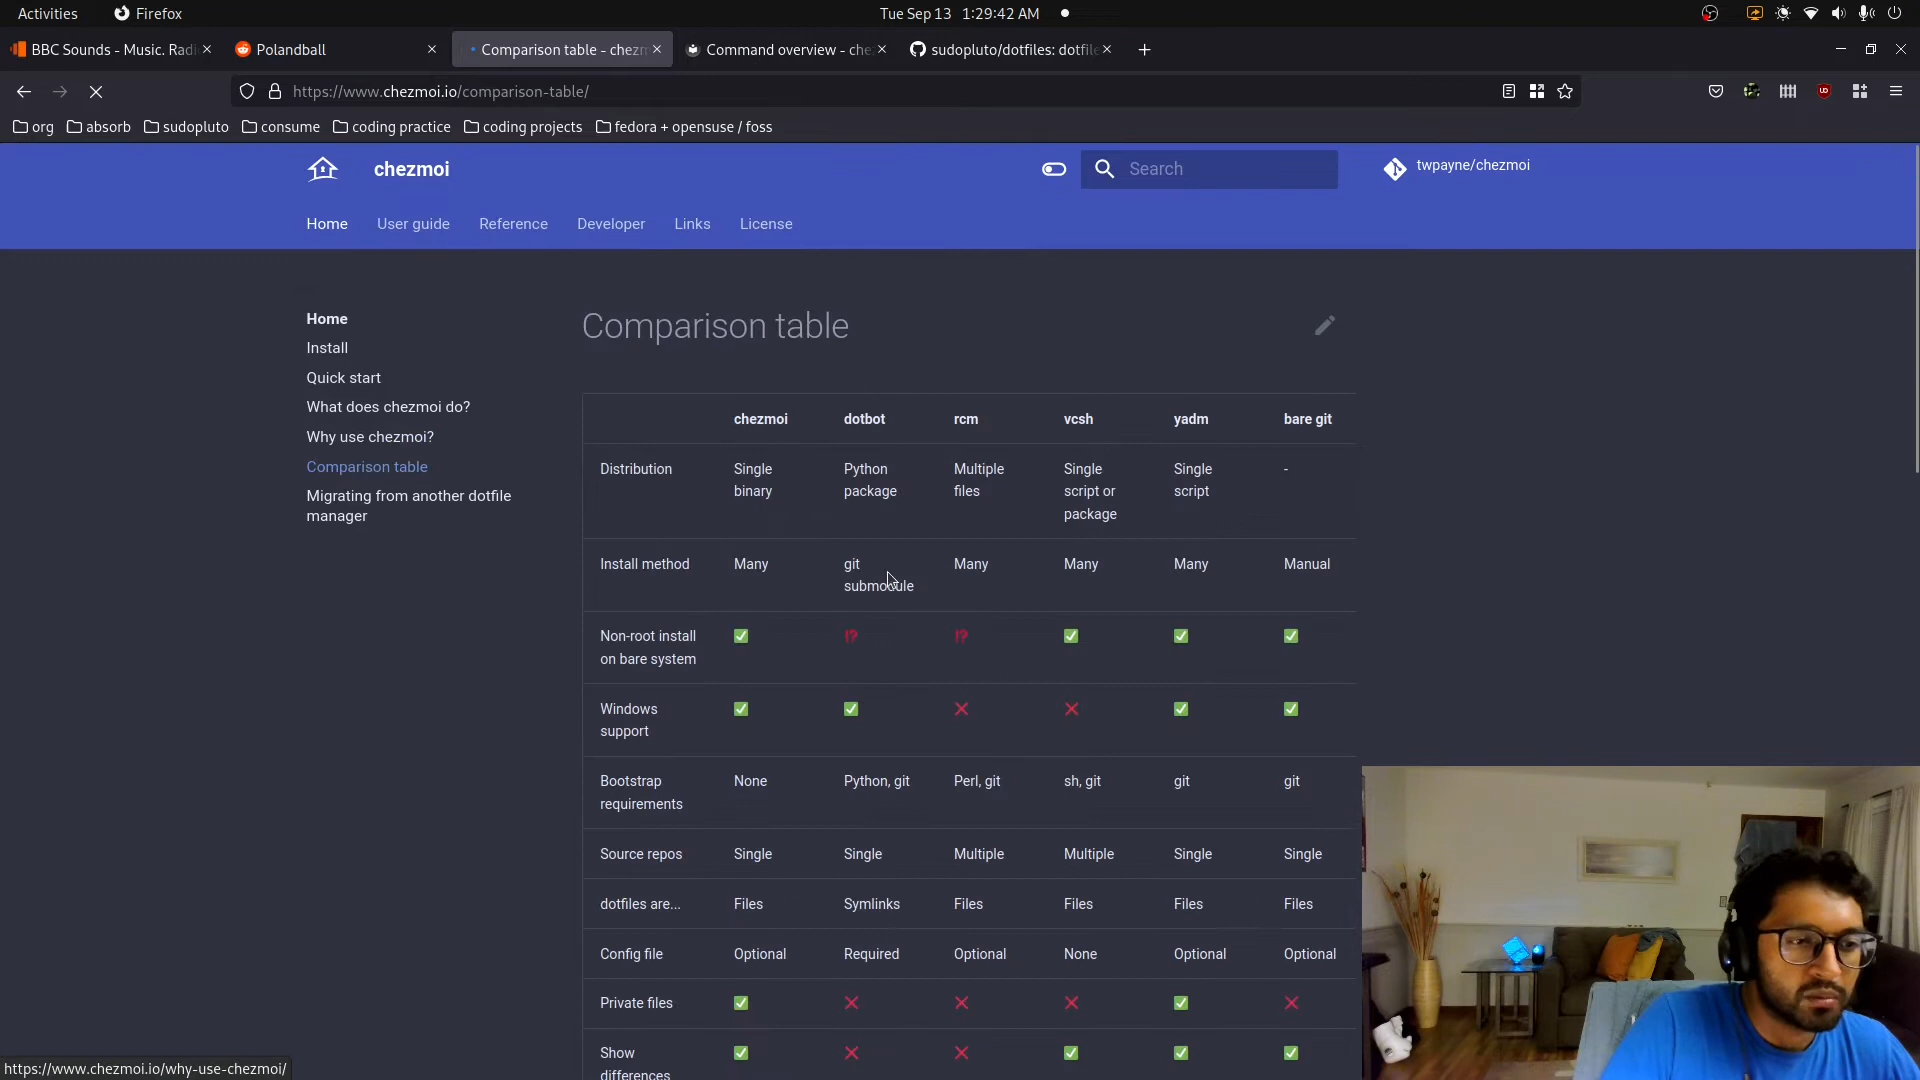 Activities
Firefox
Tue Sep 13 1:29:42 AM
BBC Sounds - Music. Radi
Polandball
Comparison table - chezm
Command overview - che
sudopluto/dotfiles: dotfile
https://www.chezmoi.io/comparison-table/
org
absorb
sudopluto
consume
coding practice
coding projects
fedora + opensuse / foss
chezmoi
Search
twpayne/chezmoi
Home
User guide
Reference
Developer
Links
License
Home
Install
Quick start
What does chezmoi do?
Why use chezmoi?
Comparison table
Migrating from another dotfile
manager
Comparison table
chezmoi dotbot rcm vcsh yadm bare git
Distribution Single Python Multiple Single Single -
binary package files script or script
package
Install method Many git Many Many Many Manual
submodule
Non-root install ✅ ⁉ ⁉ ✅ ✅ ✅
on bare system
Windows ✅ ✅ ❌ ❌ ✅ ✅
support
Bootstrap None Python, git Perl, git sh, git git git
requirements
Source repos Single Single Multiple Multiple Single Single
dotfiles are... Files Symlinks Files Files Files Files
Config file Optional Required Optional None Optional Optional
Private files ✅ ❌ ❌ ❌ ✅ ❌
Show ✅ ❌ ❌ ✅ ✅ ✅
differences
https://www.chezmoi.io/why-use-chezmoi/